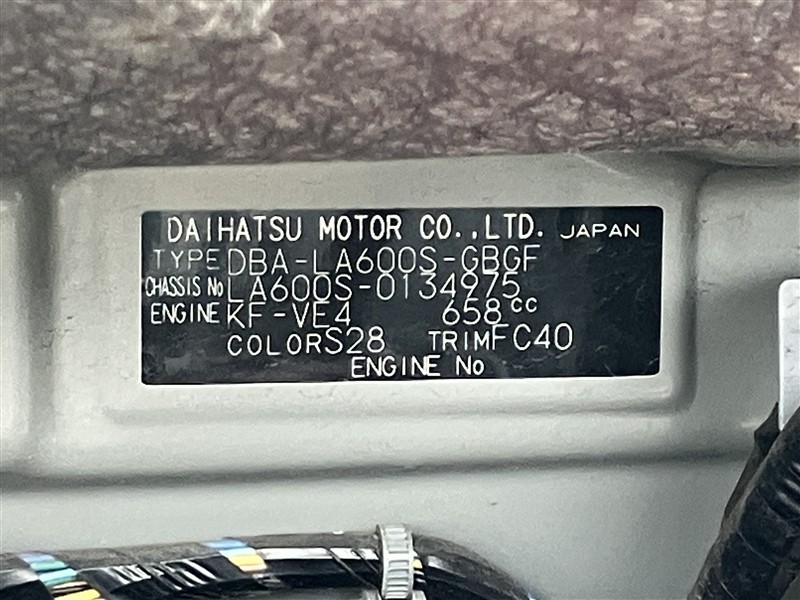 DAIHATSU MOTOR CO.,LTD. JAPAN
TYPE DBA-LA600S-GBGF
CHASSIS No LA600S-0134975
ENGINE KF-VE4 658cc
COLOR S28 TRIM FC40
ENGINE No